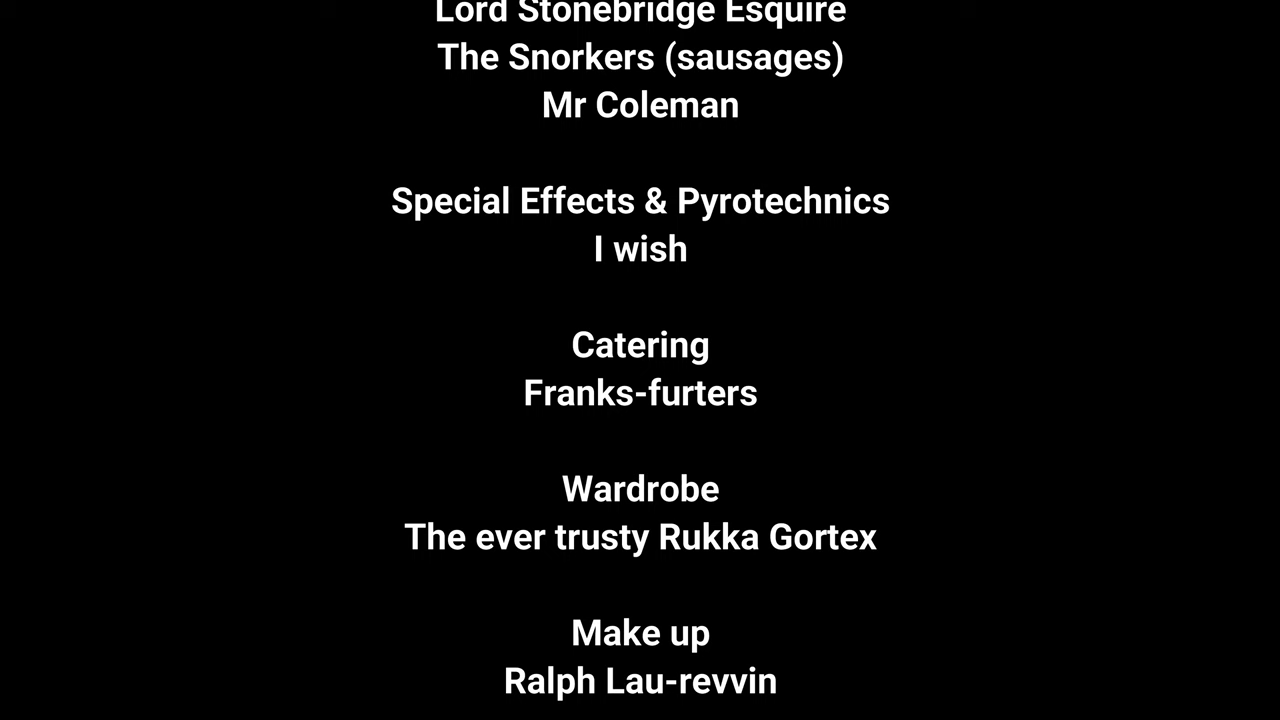 Lord Stonebridge Esquire
The Snorkers (sausages)
Mr Coleman
Special Effects & Pyrotechnics
I wish
Catering
Franks-furters
Wardrobe
The ever trusty Rukka Gortex
Make up
Ralph Lau-revvin